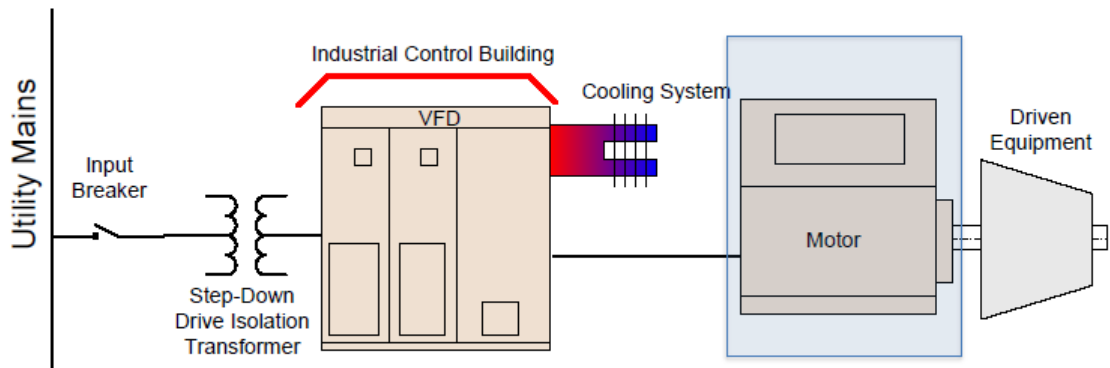 Utility Mains
Input
Breaker
Step-Down
Drive Isolation
Transformer
Industrial Control Building
VFD
Cooling System
Motor
Driven
Equipment